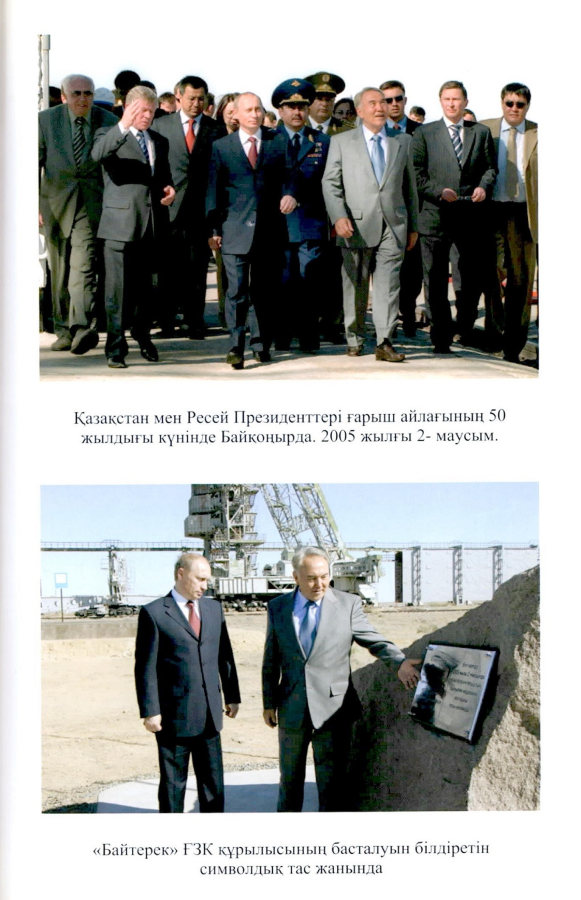 Қазақстан мен Ресей Президенттері ғарыш айлағының 50
жылдығы күнінде Байқоңырда. 2005 жылғы 2- маусым.
«Байтерек» ҒЗК құрылысының басталуын білдіретін
символдық тас жанында